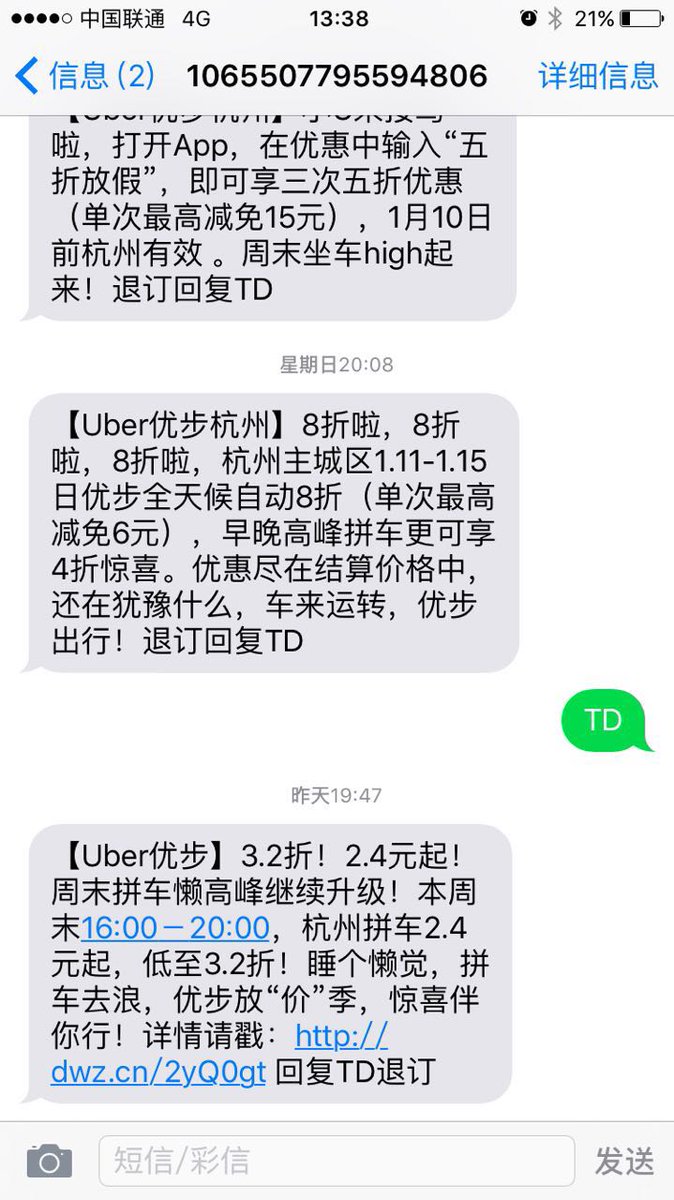 中国联通 4G 13:38 21%
信息 (2) 1065507795594806 详细信息
啦，打开App，在优惠中输入“五
折放假”，即可享三次五折优惠
（单次最高减免15元），1月10日
前杭州有效 。周末坐车high起
来！退订回复TD
星期日20:08
【Uber优步杭州】8折啦，8折
啦，8折啦，杭州主城区1.11-1.15
日优步全天候自动8折（单次最高
减免6元），早晚高峰拼车更可享
4折惊喜。优惠尽在结算价格中，
还在犹豫什么，车来运转，优步
出行！退订回复TD
TD
昨天19:47
【Uber优步】3.2折！2.4元起！
周末拼车懒高峰继续升级！本周
末16:00－20:00，杭州拼车2.4
元起，低至3.2折！睡个懒觉，拼
车去浪，优步放“价”季，惊喜伴
你行！详情请戳：http://
dwz.cn/2yQ0gt 回复TD退订
短信/彩信 发送